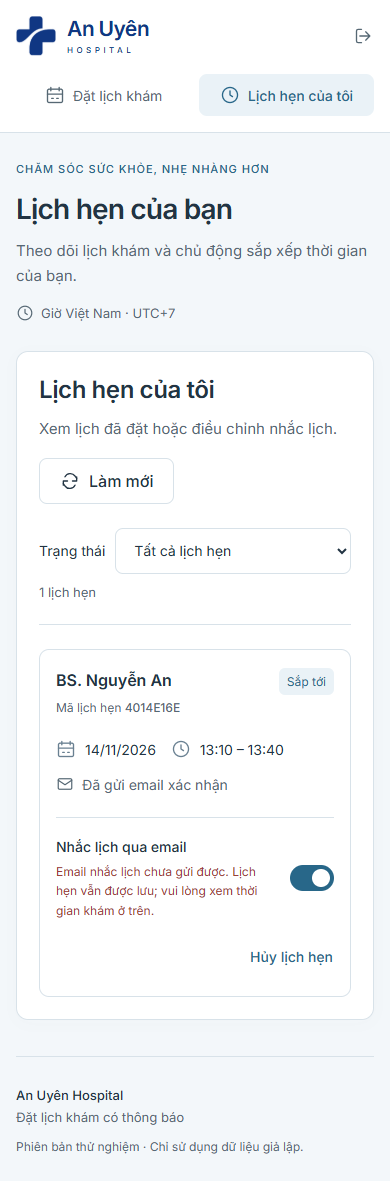 An Uyên
HOSPITAL
Đặt lịch khám
Lịch hẹn của tôi
CHĂM SÓC SỨC KHỎE, NHẸ NHÀNG HƠN
Lịch hẹn của bạn
Theo dõi lịch khám và chủ động sắp xếp thời gian
của bạn.
Giờ Việt Nam · UTC+7
Lịch hẹn của tôi
Xem lịch đã đặt hoặc điều chỉnh nhắc lịch.
Làm mới
Trạng thái
Tất cả lịch hẹn
1 lịch hẹn
BS. Nguyễn An
Sắp tới
Mã lịch hẹn 4014E16E
14/11/2026
13:10 – 13:40
Đã gửi email xác nhận
Nhắc lịch qua email
Email nhắc lịch chưa gửi được. Lịch
hẹn vẫn được lưu; vui lòng xem thời
gian khám ở trên.
Hủy lịch hẹn
An Uyên Hospital
Đặt lịch khám có thông báo
Phiên bản thử nghiệm · Chỉ sử dụng dữ liệu giả lập.